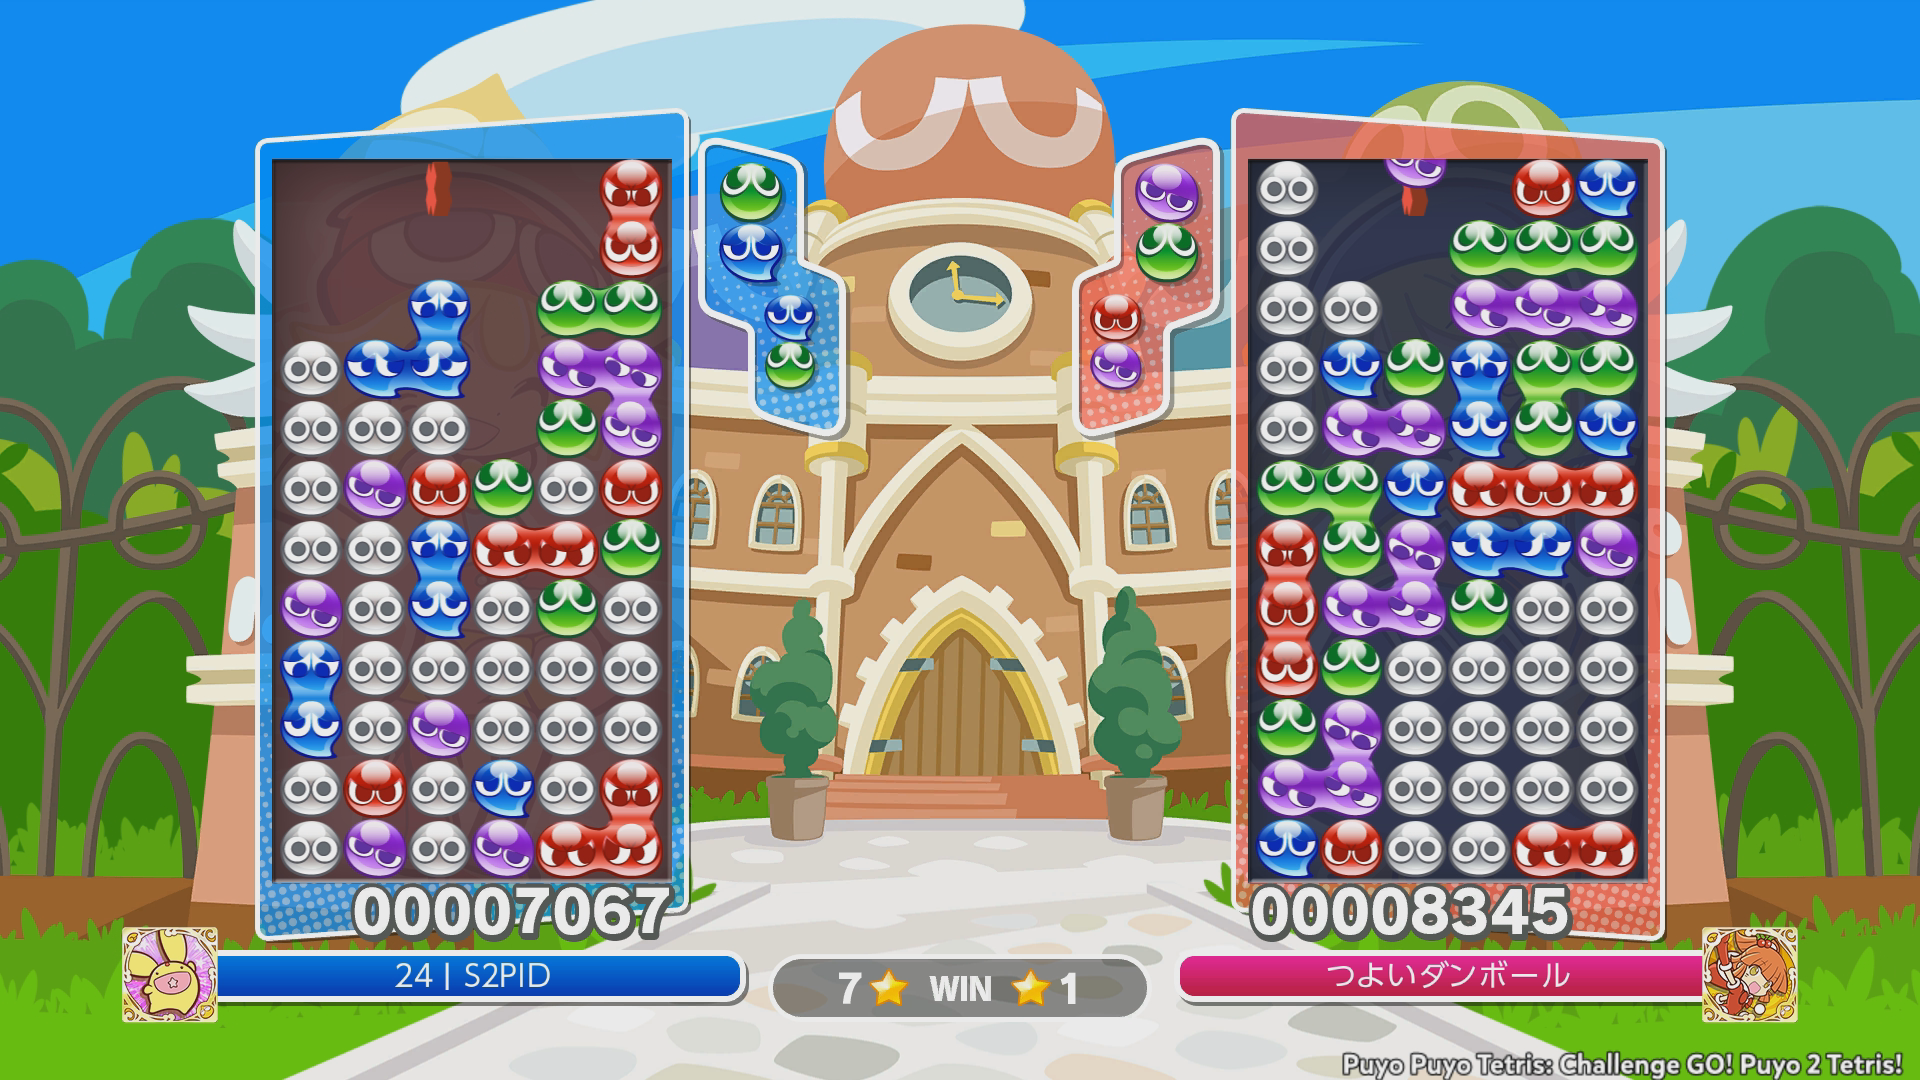 00007067
00008345
24 | S2PID
7 WIN 1
つよいダンボール
Puyo Puyo Tetris: Challenge GO! Puyo 2 Tetris!